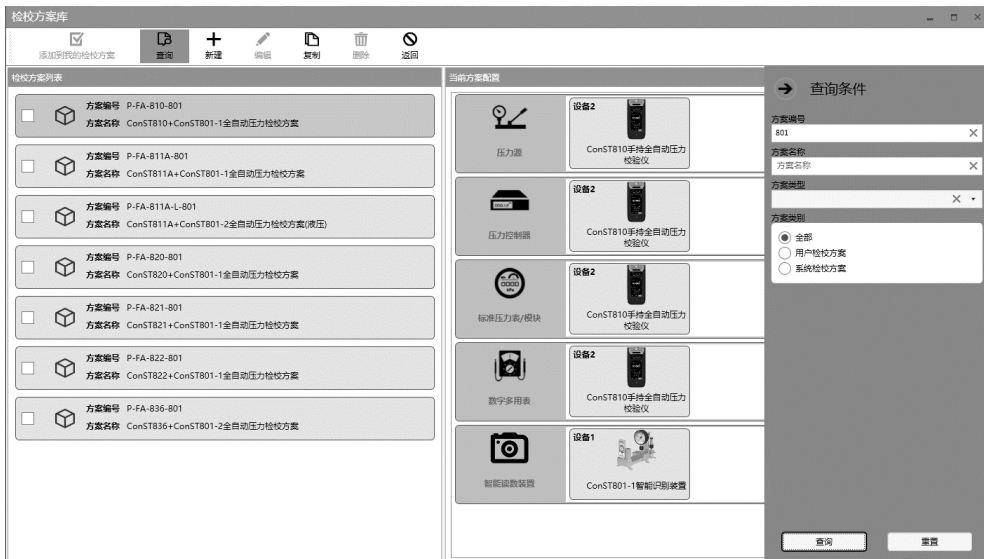 检校方案库
添加到我的检校方案 查询 新建 编辑 复制 删除 返回
检校方案列表
方案编号 P-FA-810-801
方案名称 ConST810+ConST801-1全自动压力检校方案
方案编号 P-FA-811A-801
方案名称 ConST811A+ConST801-1全自动压力检校方案
方案编号 P-FA-811A-L-801
方案名称 ConST811A+ConST801-2全自动压力检校方案(液压)
方案编号 P-FA-820-801
方案名称 ConST820+ConST801-1全自动压力检校方案
方案编号 P-FA-821-801
方案名称 ConST821+ConST801-1全自动压力检校方案
方案编号 P-FA-822-801
方案名称 ConST822+ConST801-1全自动压力检校方案
方案编号 P-FA-836-801
方案名称 ConST836+ConST801-2全自动压力检校方案
当前方案配置
压力源
设备2
ConST810手持全自动压力
校验仪
压力控制器
设备2
ConST810手持全自动压力
校验仪
标准压力表/模块
设备2
ConST810手持全自动压力
校验仪
数字多用表
设备2
ConST810手持全自动压力
校验仪
智能读数装置
设备1
ConST801-1智能识别装置
查询条件
方案编号
801
方案名称
方案名称
方案类型
方案类别
全部
用户检校方案
系统检校方案
查询 重置